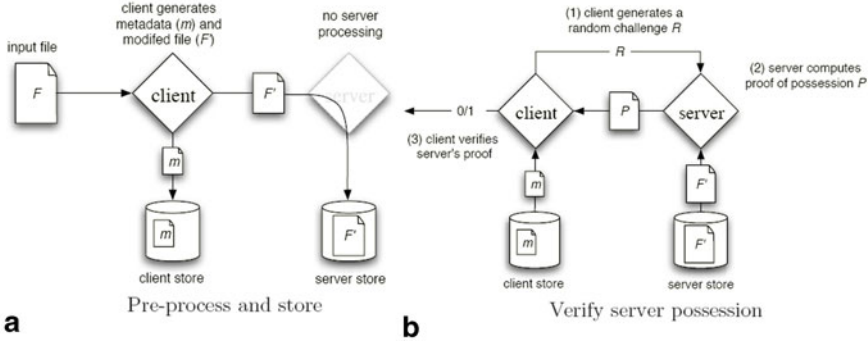 client generates
metadata (m) and
modifed file (F')
no server
processing
input file
F
client
F'
server
m
m
F'
client store
server store
Pre-process and store
a
(1) client generates a
random challenge R
R
(2) server computes
proof of possession P
0/1
client
P
server
(3) client verifies
server's proof
m
F'
m
F'
client store
server store
Verify server possession
b